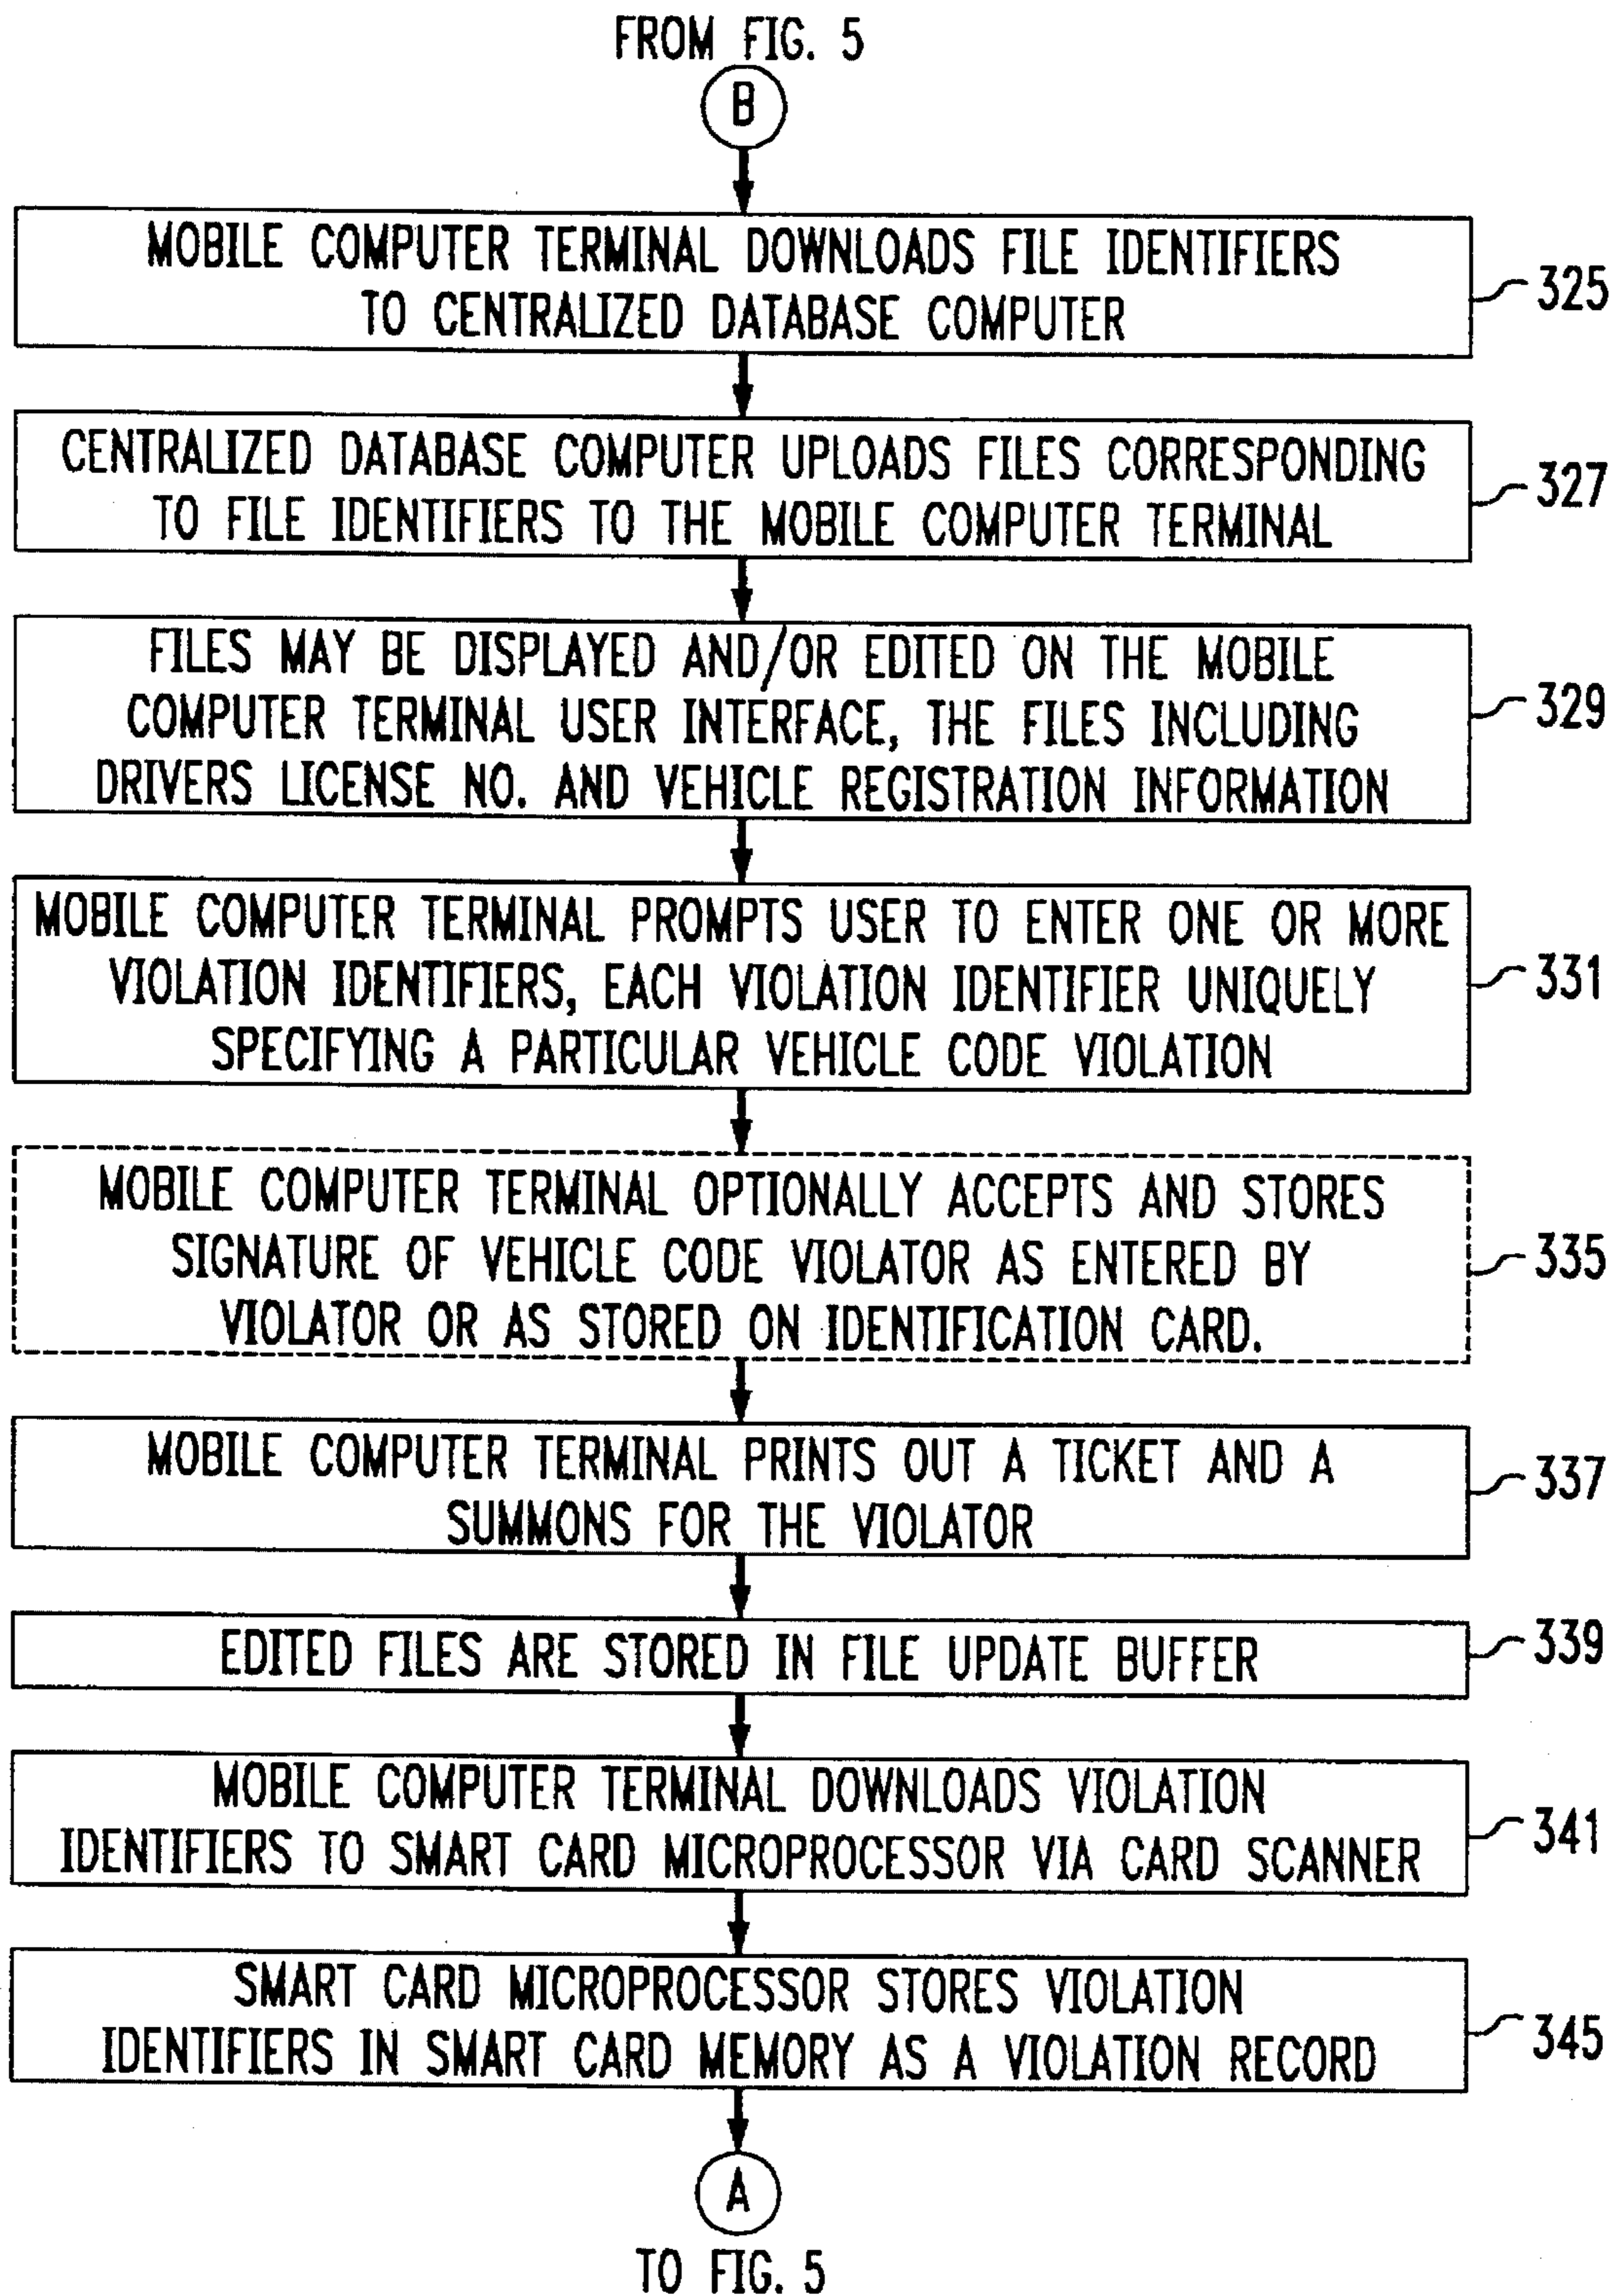 FROM FIG. 5
B
MOBILE COMPUTER TERMINAL DOWNLOADS FILE IDENTIFIERS
TO CENTRALIZED DATABASE COMPUTER
325
CENTRALIZED DATABASE COMPUTER UPLOADS FILES CORRESPONDING
TO FILE IDENTIFIERS TO THE MOBILE COMPUTER TERMINAL
327
FILES MAY BE DISPLAYED AND/OR EDITED ON THE MOBILE
COMPUTER TERMINAL USER INTERFACE, THE FILES INCLUDING
DRIVERS LICENSE NO. AND VEHICLE REGISTRATION INFORMATION
329
MOBILE COMPUTER TERMINAL PROMPTS USER TO ENTER ONE OR MORE
VIOLATION IDENTIFIERS, EACH VIOLATION IDENTIFIER UNIQUELY
SPECIFYING A PARTICULAR VEHICLE CODE VIOLATION
331
MOBILE COMPUTER TERMINAL OPTIONALLY ACCEPTS AND STORES
SIGNATURE OF VEHICLE CODE VIOLATOR AS ENTERED BY
VIOLATOR OR AS STORED ON IDENTIFICATION CARD.
335
MOBILE COMPUTER TERMINAL PRINTS OUT A TICKET AND A
SUMMONS FOR THE VIOLATOR
337
EDITED FILES ARE STORED IN FILE UPDATE BUFFER
339
MOBILE COMPUTER TERMINAL DOWNLOADS VIOLATION
IDENTIFIERS TO SMART CARD MICROPROCESSOR VIA CARD SCANNER
341
SMART CARD MICROPROCESSOR STORES VIOLATION
IDENTIFIERS IN SMART CARD MEMORY AS A VIOLATION RECORD
345
A
TO FIG. 5